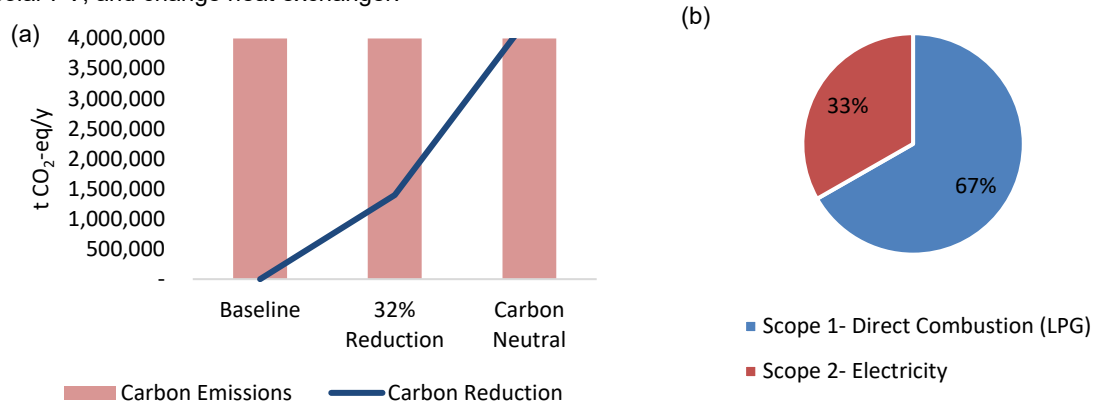 (a)
4,000,000
3,500,000
3,000,000
2,500,000
2,000,000
1,500,000
1,000,000
500,000
-
t CO₂-eq/y
Baseline
32%
Reduction
Carbon
Neutral
Carbon Emissions
Carbon Reduction
(b)
33%
67%
Scope 1- Direct Combustion (LPG)
Scope 2- Electricity